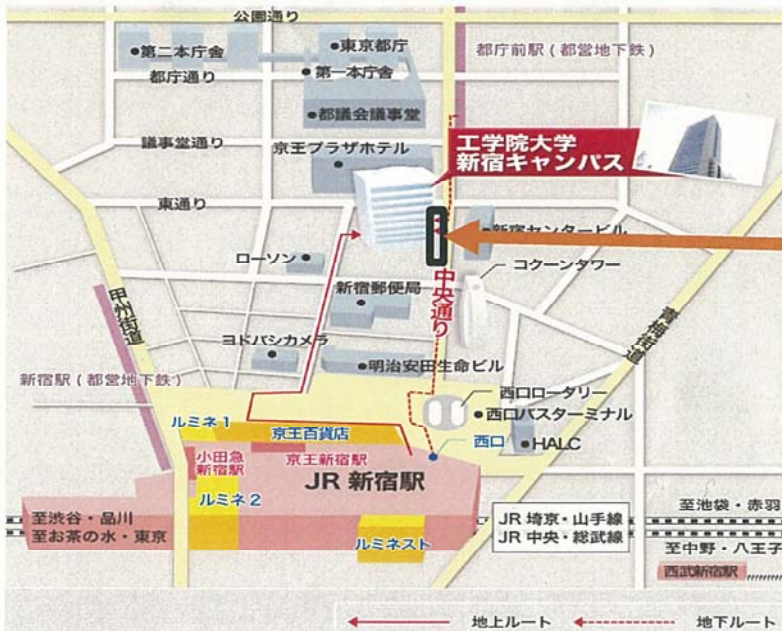 公園通り
第二本庁舎
東京都庁
都庁前駅(都営地下鉄)
都庁通り
第一本庁舎
都議会議事堂
議事堂通り
京王プラザホテル
工学院大学
新宿キャンパス
東通り
新宿センタービル
ローソン
コクーンタワー
新宿郵便局
中央通り
甲州街道
青梅街道
ヨドバシカメラ
明治安田生命ビル
新宿駅(都営地下鉄)
西口ロータリー
ルミネ1
京王百貨店
西口バスターミナル
西口
HALC
小田急
新宿駅
京王新宿駅
JR 新宿駅
ルミネ2
至渋谷・品川
至お茶の水・東京
ルミネスト
JR 埼京・山手線
JR 中央・総武線
至池袋・赤羽
至中野・八王子
西武新宿駅
地上ルート
地下ルート